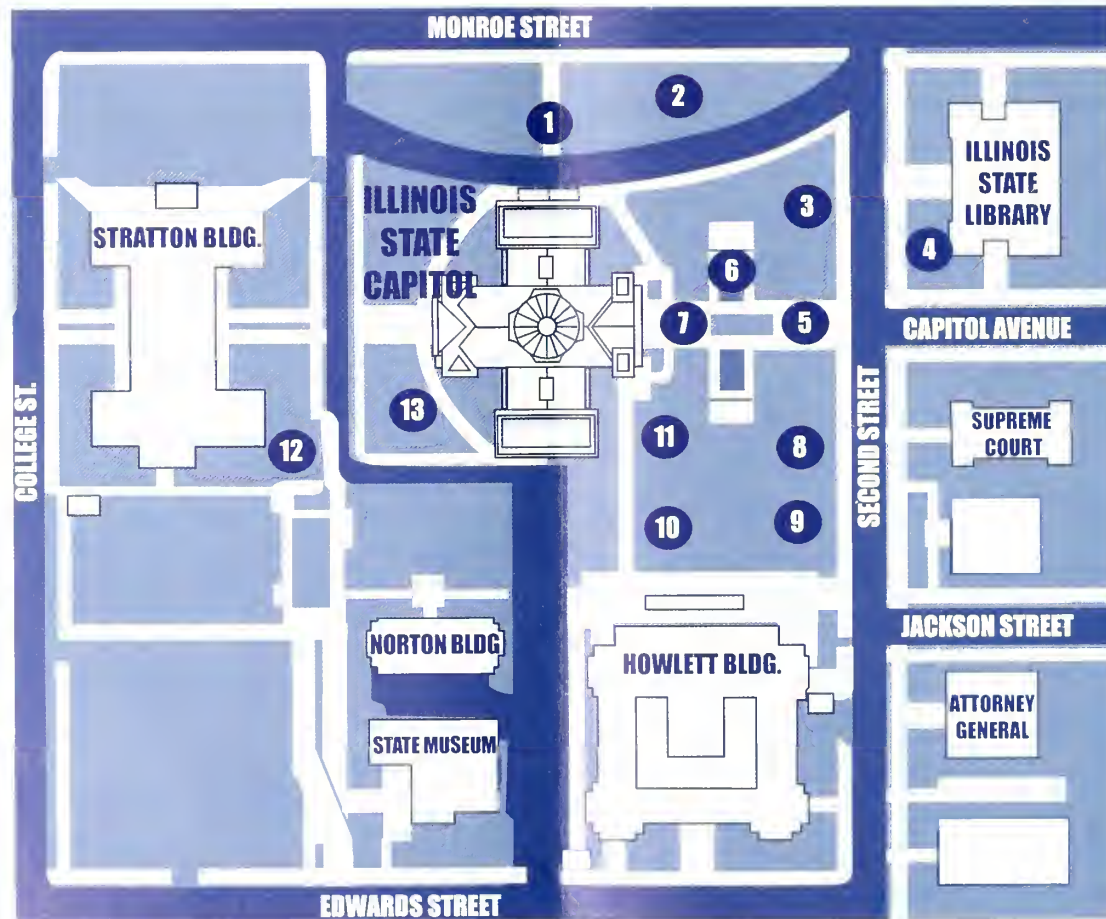 MONROE STREET
1
2
ILLINOIS
STATE
LIBRARY
ILLINOIS
STATE
CAPITOL
3
STRATTON BLDG.
4
6
7
5
CAPITOL AVENUE
COLLEGE ST.
13
12
11
8
SECOND STREET
SUPREME
COURT
10
9
JACKSON STREET
NORTON BLDG
HOWLETT BLDG.
STATE MUSEUM
ATTORNEY
GENERAL
EDWARDS STREET